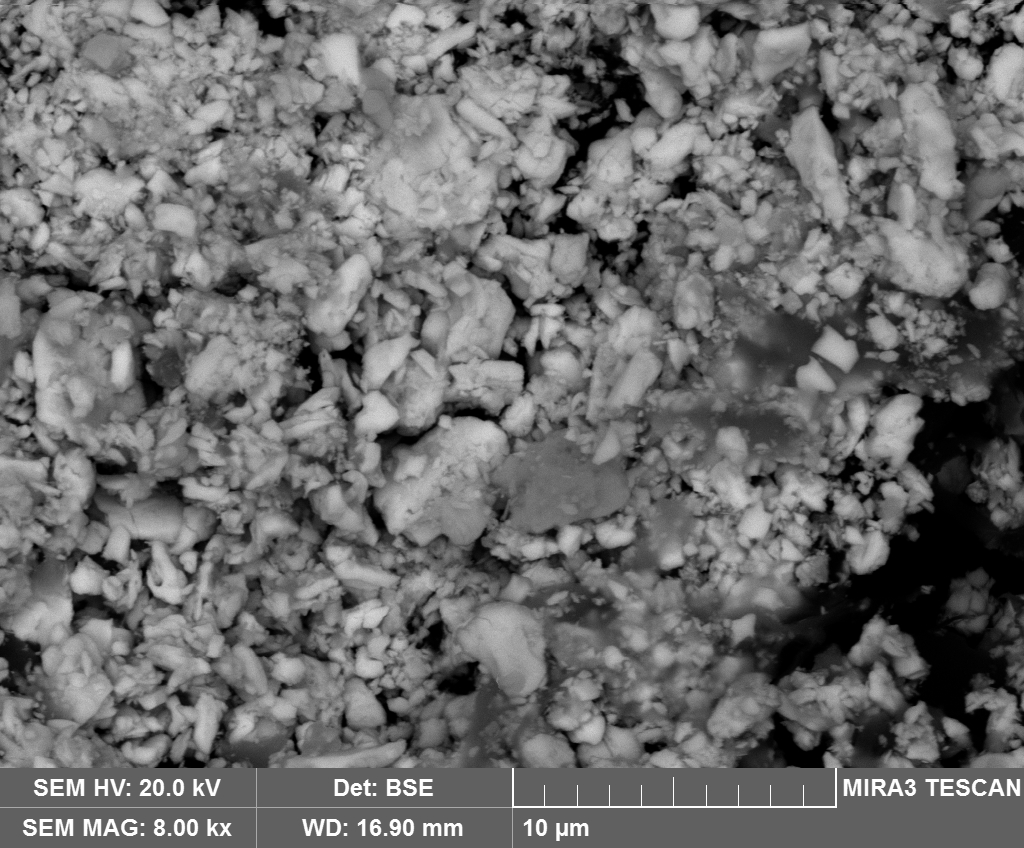 SEM HV: 20.0 kV Det: BSE MIRA3 TESCAN
SEM MAG: 8.00 kx WD: 16.90 mm 10 µm